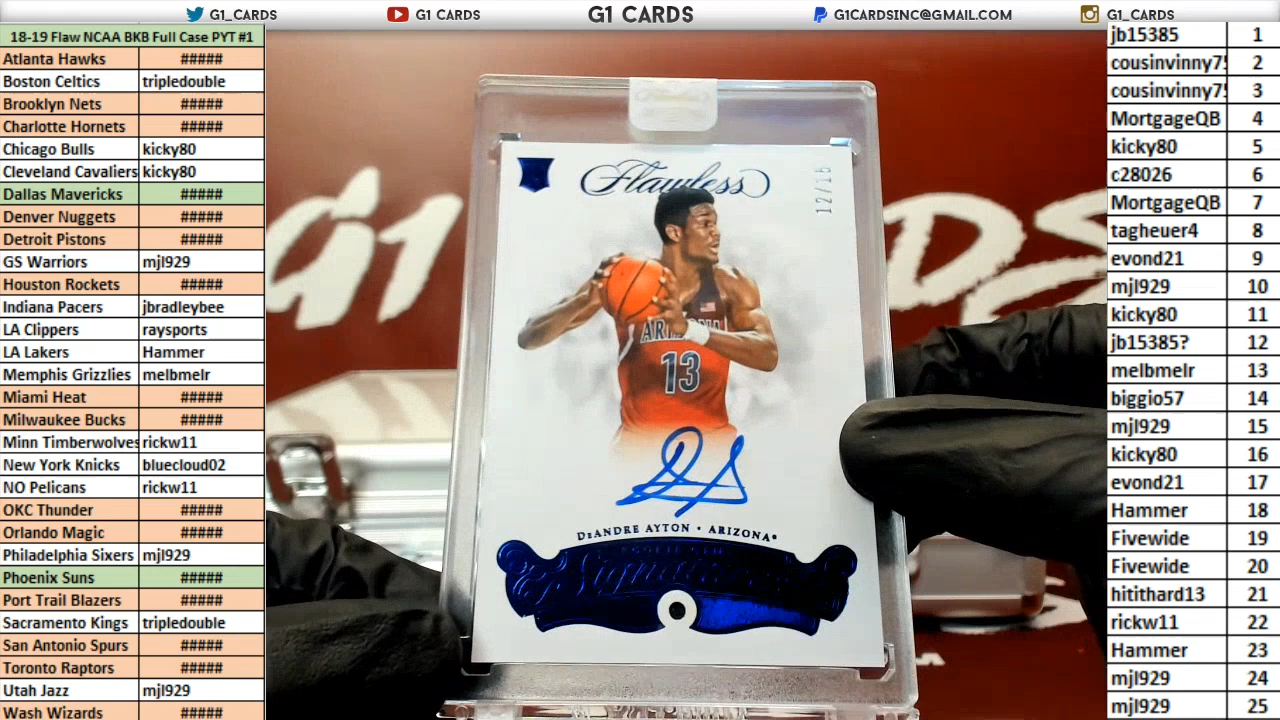 G1_CARDS
G1 CARDS
G1 CARDS
G1CARDSINC@GMAIL.COM
G1_CARDS
18-19 Flaw NCAA BKB Full Case PYT #1
Atlanta Hawks #####
Boston Celtics tripledouble
Brooklyn Nets #####
Charlotte Hornets #####
Chicago Bulls kicky80
Cleveland Cavaliers kicky80
Dallas Mavericks #####
Denver Nuggets #####
Detroit Pistons #####
GS Warriors mjl929
Houston Rockets #####
Indiana Pacers jbradleybee
LA Clippers raysports
LA Lakers Hammer
Memphis Grizzlies melbmelr
Miami Heat #####
Milwaukee Bucks #####
Minn Timberwolves rickw11
New York Knicks bluecloud02
NO Pelicans rickw11
OKC Thunder #####
Orlando Magic #####
Philadelphia Sixers mjl929
Phoenix Suns #####
Port Trail Blazers #####
Sacramento Kings tripledouble
San Antonio Spurs #####
Toronto Raptors #####
Utah Jazz mjl929
Wash Wizards #####
G1
DS
Flawless
12/15
ARIZONA
13
DEANDRE AYTON • ARIZONA®
Signatures
jb15385 1
cousinvinny75 2
cousinvinny75 3
MortgageQB 4
kicky80 5
c28026 6
MortgageQB 7
tagheuer4 8
evond21 9
mjl929 10
kicky80 11
jb15385? 12
melbmelr 13
biggio57 14
mjl929 15
kicky80 16
evond21 17
Hammer 18
Fivewide 19
Fivewide 20
hitithard13 21
rickw11 22
Hammer 23
mjl929 24
mjl929 25